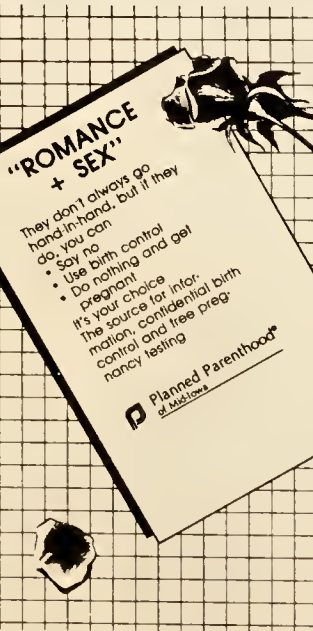 "ROMANCE
+ SEX"
They don't always go
hand-in-hand, but if they
do, you can
• Say no
• Use birth control
• Do nothing and get
pregnant
It's your choice
The source for infor-
mation, confidential birth
control and free preg-
nancy testing
Planned Parenthood®
of Mid-Iowa